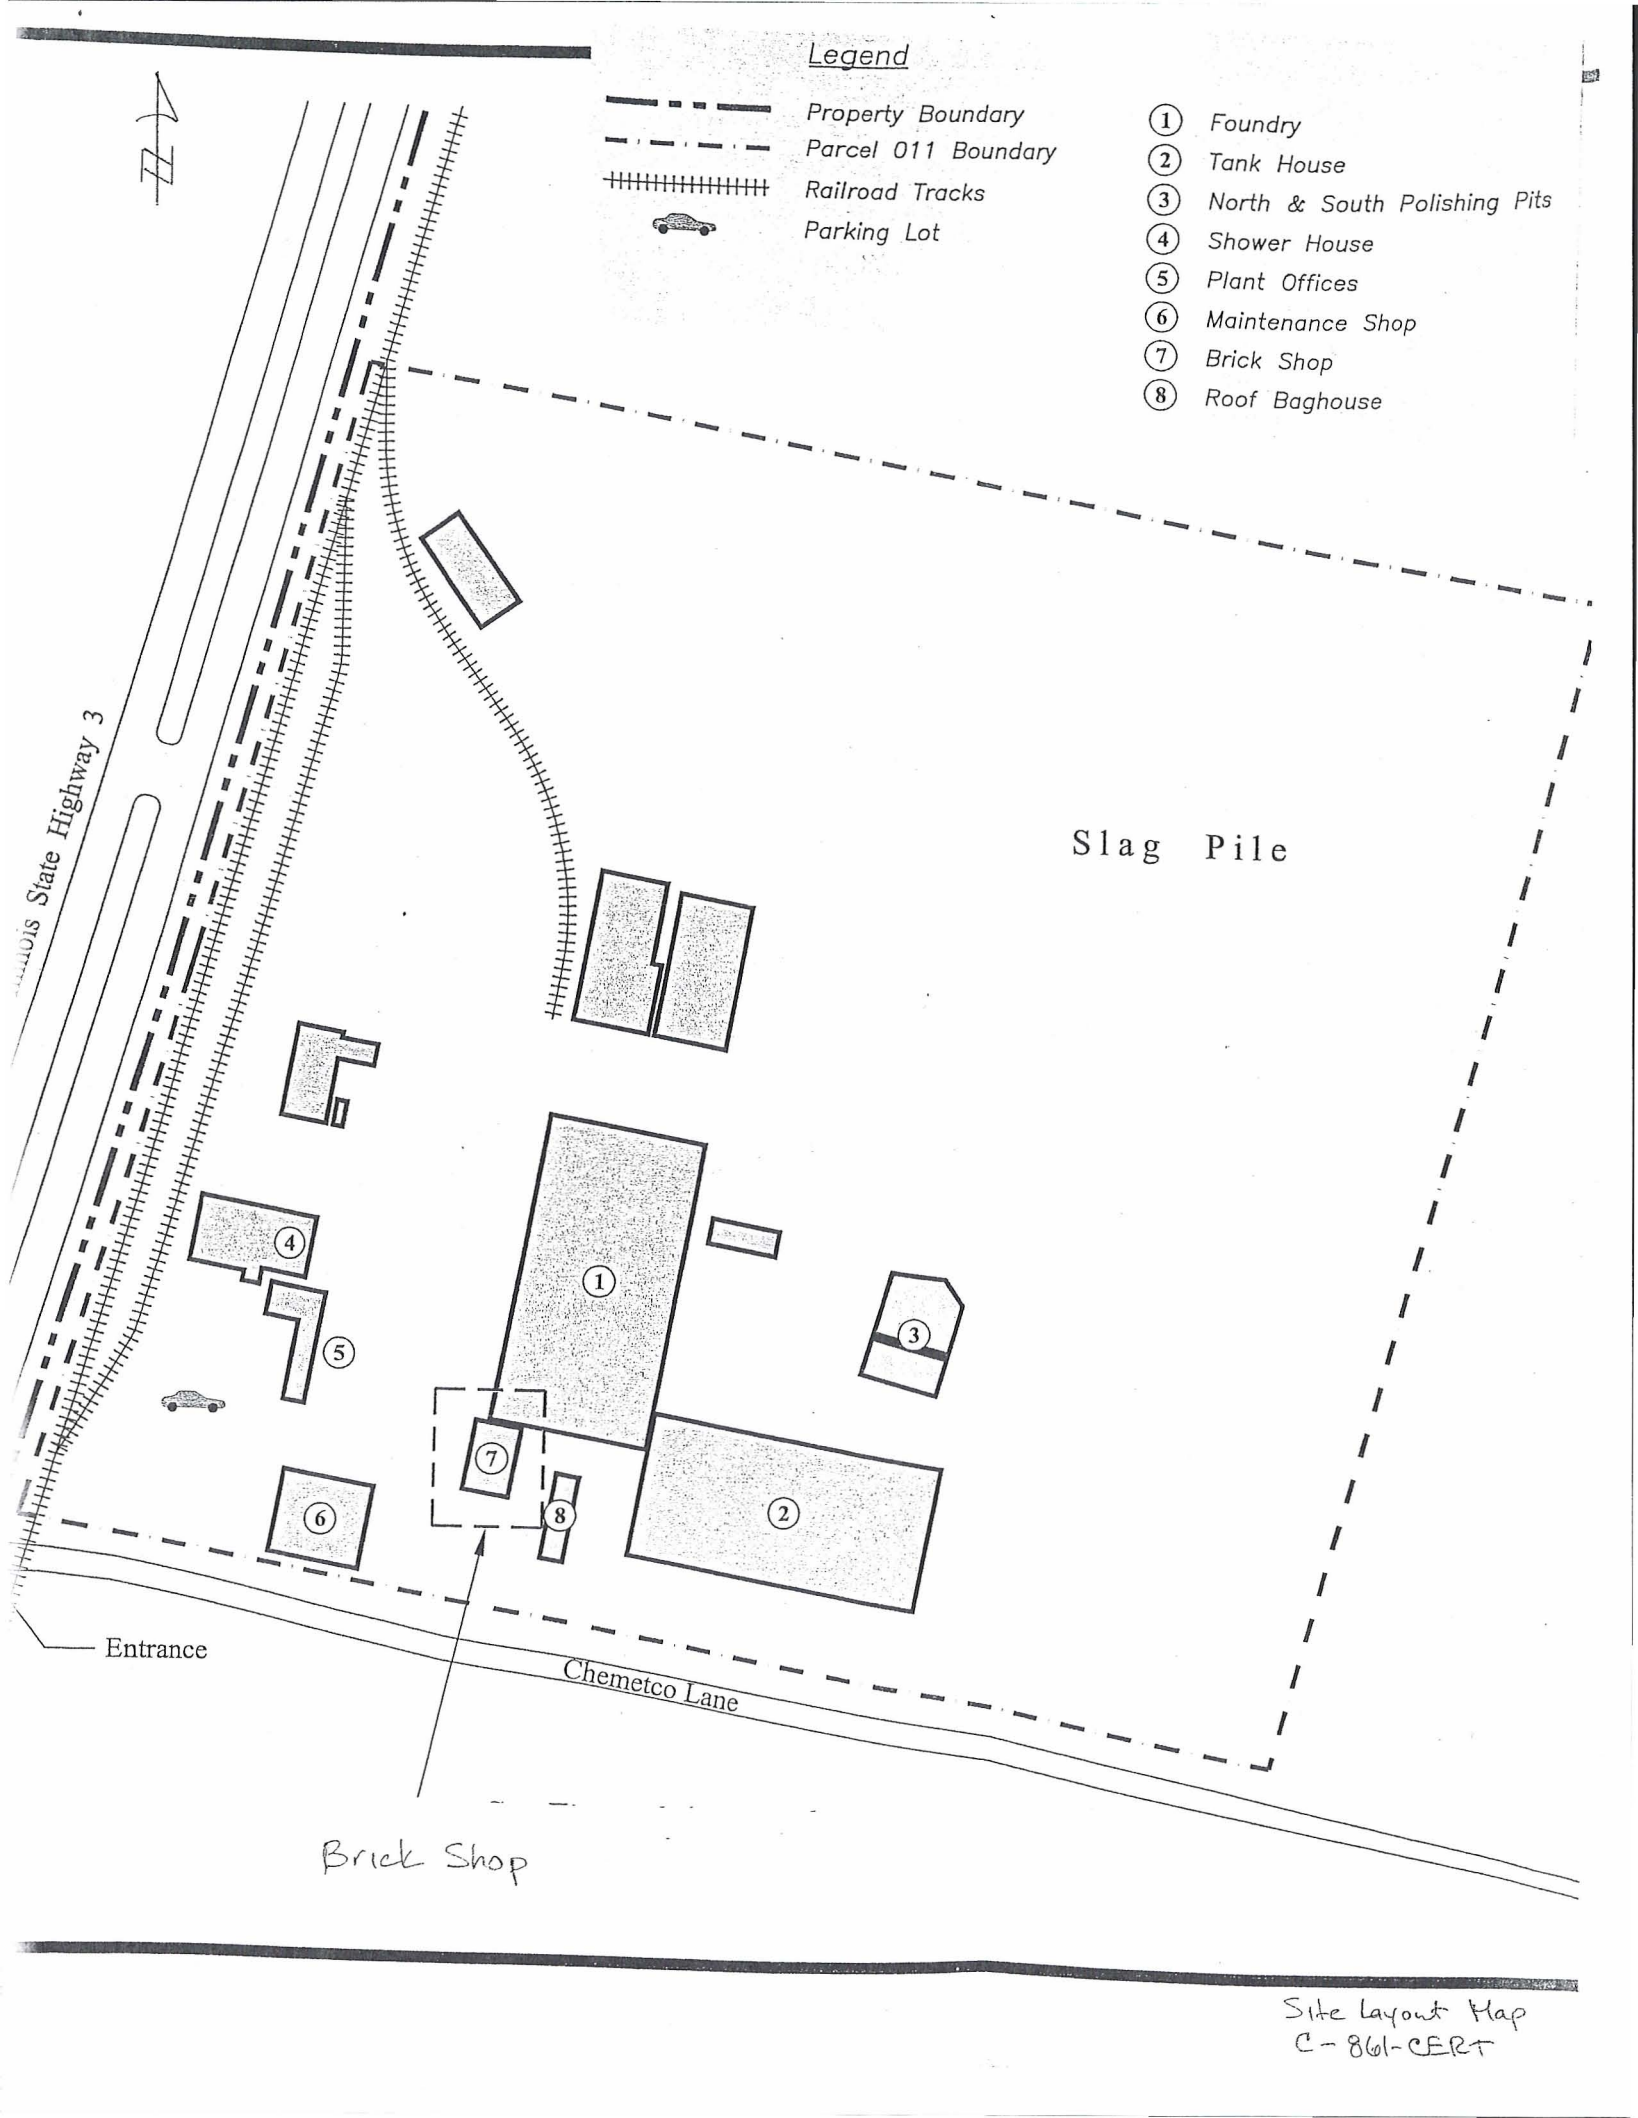 Legend
Property Boundary
Parcel 011 Boundary
Railroad Tracks
Parking Lot
1 Foundry
2 Tank House
3 North & South Polishing Pits
4 Shower House
5 Plant Offices
6 Maintenance Shop
7 Brick Shop
8 Roof Baghouse
N
State Highway 3
Slag Pile
4
1
3
5
7
8
2
6
Entrance
Chemetco Lane
Brick Shop
Site Layout Map
C-861-CERT